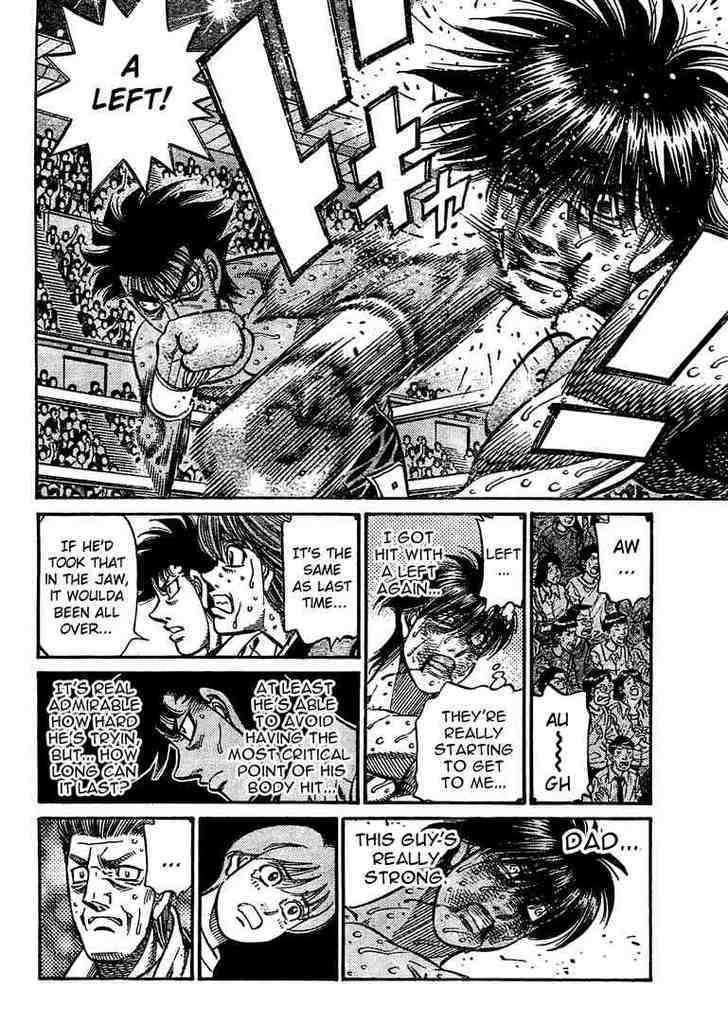 A
LEFT!
AW
...
AU
GH
LEFT
...
I GOT
HIT WITH
A LEFT
AGAIN...
THEY'RE
REALLY
STARTING
TO GET
TO ME...
IT'S THE
SAME AS
LAST
TIME...
IF HE'D
TOOK THAT
IN THE JAW,
IT WOULDA
BEEN ALL
OVER...
AT LEAST
HE'S ABLE
TO AVOID
HAVING THE
MOST CRITICAL
POINT OF HIS
BODY HIT...
IT'S REAL
ADMIRABLE
HOW HARD
HE'S TRYIN,
BUT... HOW
LONG CAN
IT LAST?
DAD...
THIS GUY'S
REALLY
STRONG.
...